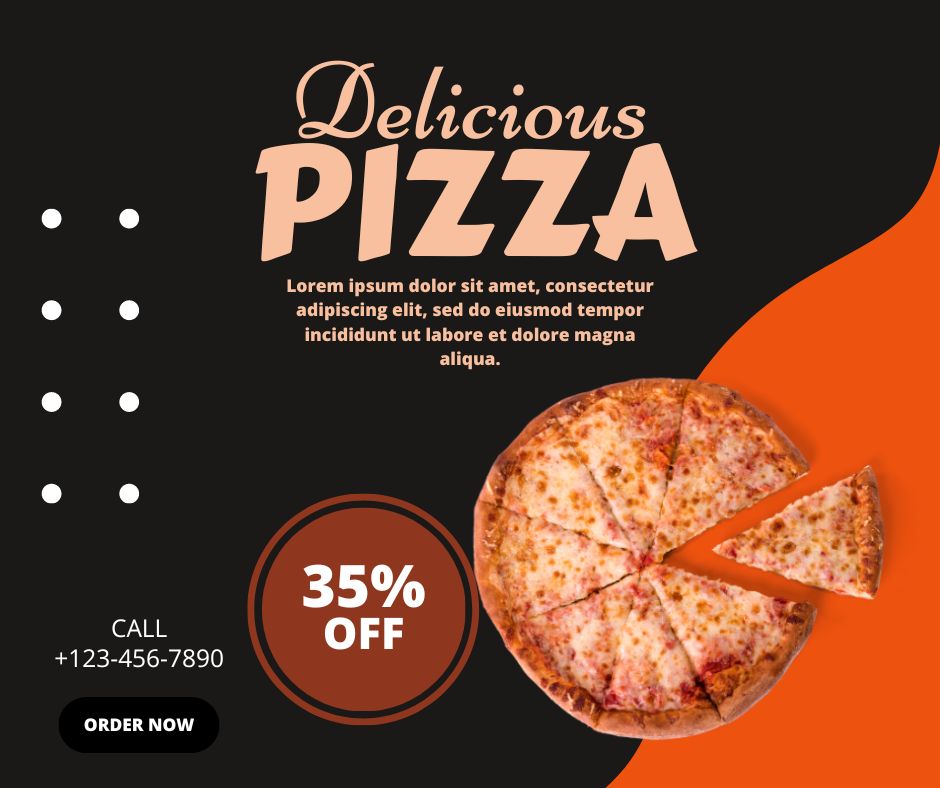 Delicious
PIZZA
Lorem ipsum dolor sit amet, consectetur
adipiscing elit, sed do eiusmod tempor
incididunt ut labore et dolore magna
aliqua.
35%
OFF
CALL
+123-456-7890
ORDER NOW